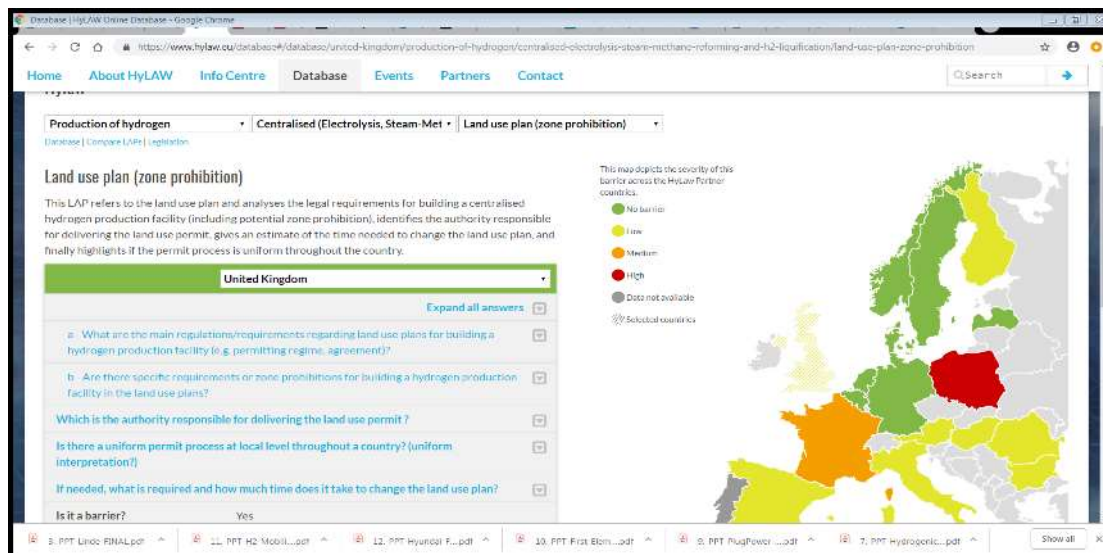 Database | HyLAW Online Database - Google Chrome
https://www.hylaw.eu/database#/database/united-kingdom/production-of-hydrogen/centralised-electrolysis-steam-methane-reforming-and-h2-liquification/land-use-plan-zone-prohibition
Home About HyLAW Info Centre Database Events Partners Contact Search
Production of hydrogen Centralised (Electrolysis, Steam-Met Land use plan (zone prohibition)
Database | Compare LAPs | Legislation
Land use plan (zone prohibition)
This LAP refers to the land use plan and analyses the legal requirements for building a centralised
hydrogen production facility (including potential zone prohibition), identifies the authority responsible
for delivering the land use permit, gives an estimate of the time needed to change the land use plan, and
finally highlights if the permit process is uniform throughout the country.
United Kingdom
Expand all answers
a - What are the main regulations/requirements regarding land use plans for building a
hydrogen production facility (e.g. permitting regime, agreement)?
b - Are there specific requirements or zone prohibitions for building a hydrogen production
facility in the land use plans?
Which is the authority responsible for delivering the land use permit ?
Is there a uniform permit process at local level throughout a country? (uniform
interpretation?)
If needed, what is required and how much time does it take to change the land use plan?
Is it a barrier? Yes
This map depicts the severity of this
barrier across the HyLaw Partner
countries.
No barrier
Low
Medium
High
Data not available
Selected countries
8. PPT Linde FINAL.pdf
11. PPT H2 Mobili....pdf
12. PPT Hyundai F....pdf
10. PPT First Elem....pdf
9. PPT PlugPower ....pdf
7. PPT Hydrogenic....pdf
Show all